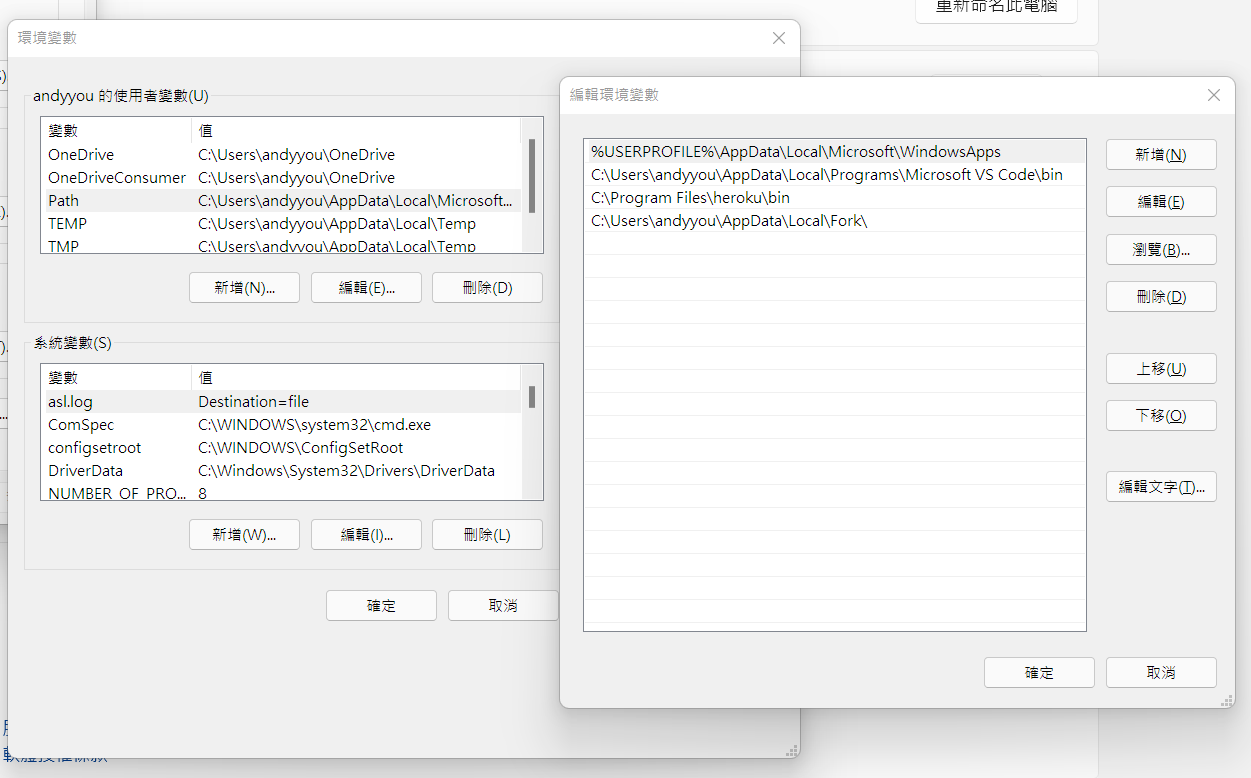 重新命名此電腦
環境變數
andyyou 的使用者變數(U)
變數 值
OneDrive C:\Users\andyyou\OneDrive
OneDriveConsumer C:\Users\andyyou\OneDrive
Path C:\Users\andyyou\AppData\Local\Microsoft...
TEMP C:\Users\andyyou\AppData\Local\Temp
TMP C:\Users\andyyou\AppData\Local\Temp
新增(N)... 編輯(E)... 刪除(D)
系統變數(S)
變數 值
asl.log Destination=file
ComSpec C:\WINDOWS\system32\cmd.exe
configsetroot C:\WINDOWS\ConfigSetRoot
DriverData C:\Windows\System32\Drivers\DriverData
NUMBER_OF_PRO... 8
新增(W)... 編輯(I)... 刪除(L)
確定 取消
編輯環境變數
%USERPROFILE%\AppData\Local\Microsoft\WindowsApps
C:\Users\andyyou\AppData\Local\Programs\Microsoft VS Code\bin
C:\Program Files\heroku\bin
C:\Users\andyyou\AppData\Local\Fork\
新增(N)
編輯(E)
瀏覽(B)...
刪除(D)
上移(U)
下移(O)
編輯文字(T)...
確定 取消